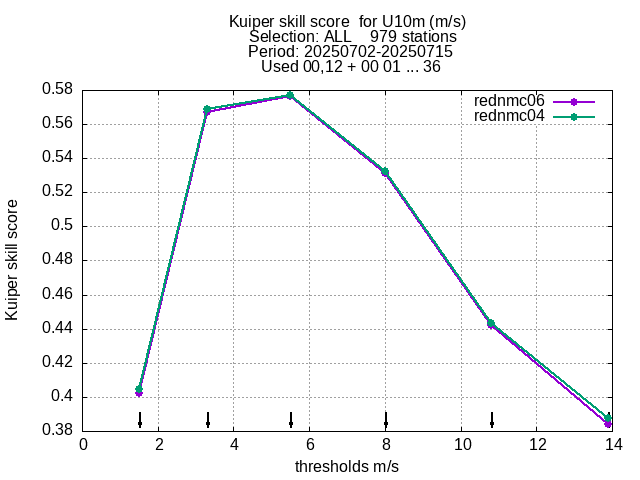 Kuiper skill score  for U10m (m/s)
Selection: ALL    979 stations
Period: 20250702-20250715
Used 00,12 + 00 01 ... 36
rednmc06
rednmc04
0.58
0.56
0.54
0.52
0.5
0.48
0.46
0.44
0.42
0.4
0.38
Kuiper skill score
0 2 4 6 8 10 12 14
thresholds m/s